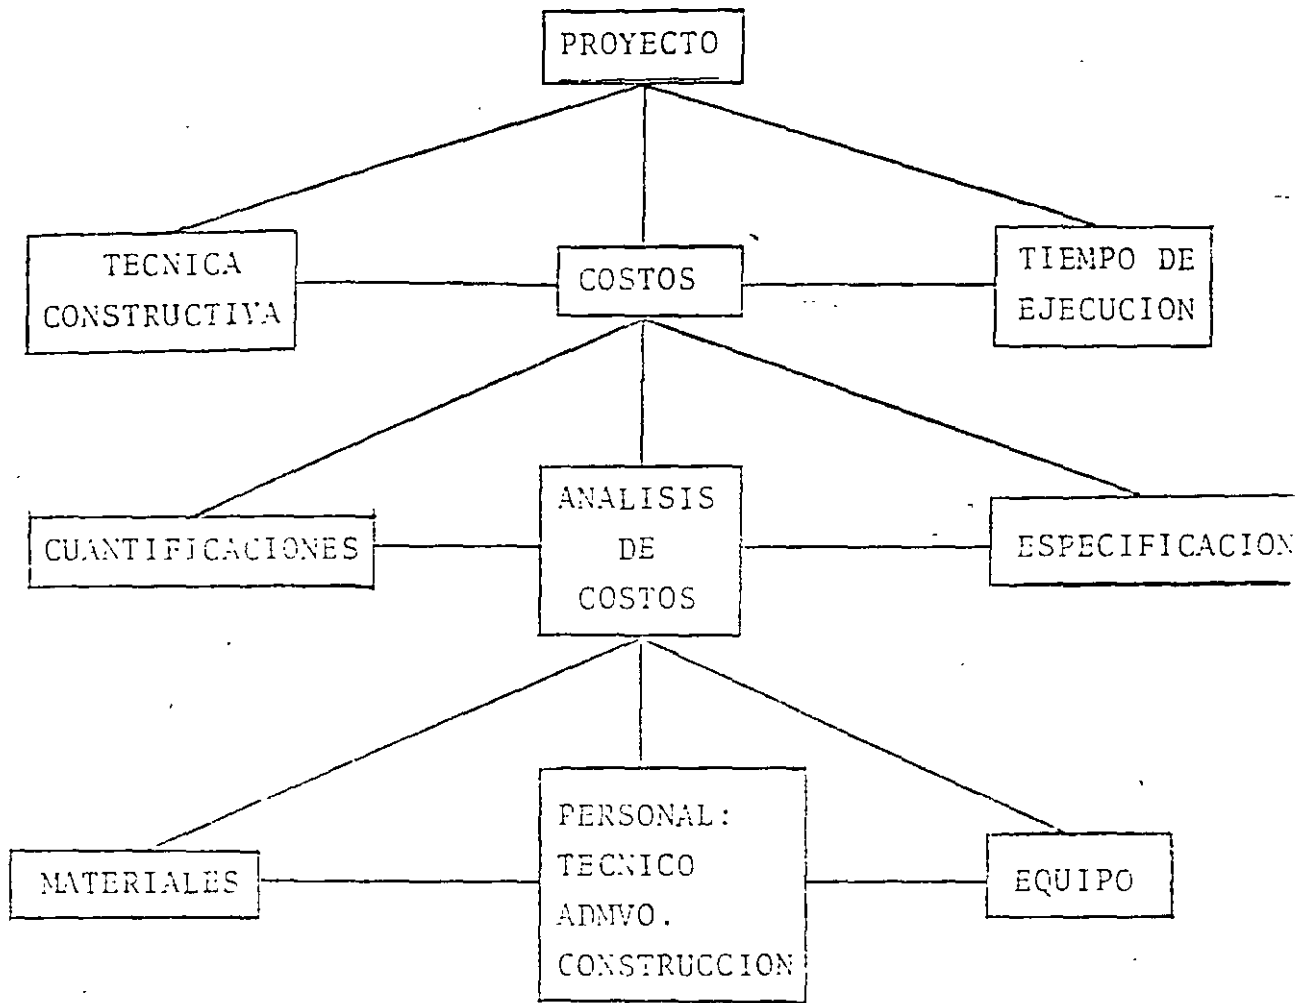 PROYECTO
TECNICA
CONSTRUCTIVA
COSTOS
TIEMPO DE
EJECUCION
CUANTIFICACIONES
ANALISIS
DE
COSTOS
ESPECIFICACION
MATERIALES
PERSONAL:
TECNICO
ADMVO.
CONSTRUCCION
EQUIPO